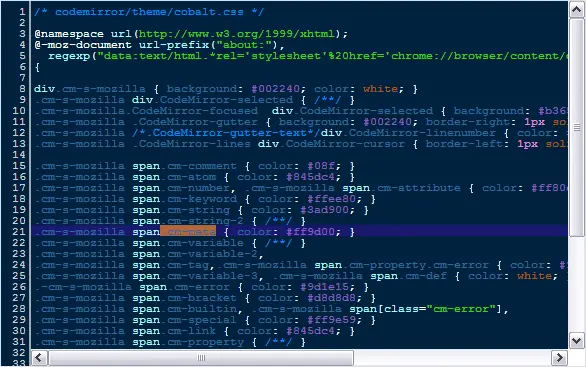 1 /* codemirror/theme/cobalt.css */
2
3 @namespace url(http://www.w3.org/1999/xhtml);
4 @-moz-document url-prefix("about:"),
5 regexp("data:text/html.*rel='stylesheet'%20href='chrome://browser/content/
6 {
7
8 div.cm-s-mozilla { background: #002240; color: white; }
9 .cm-s-mozilla div.CodeMirror-selected { /**/ }
10 .cm-s-mozilla .CodeMirror-focused .CodeMirror-selected { background: #b36
11 .cm-s-mozilla .CodeMirror-gutter { background: #002240; border-right: 1px
12 .cm-s-mozilla /*.CodeMirror-gutter-text*/div.CodeMirror-linenumber { color:
13 .cm-s-mozilla .CodeMirror-lines div.CodeMirror-cursor { border-left: 1px
14
15 .cm-s-mozilla span.cm-comment { color: #08f; }
16 .cm-s-mozilla span.cm-atom { color: #845dc4; }
17 .cm-s-mozilla span.cm-number, .cm-s-mozilla span.cm-attribute { color: #ff80
18 .cm-s-mozilla span.cm-keyword { color: #ffee80; }
19 .cm-s-mozilla span.cm-string { color: #3ad900; }
20 .cm-s-mozilla span.cm-string-2 { /**/ }
21 .cm-s-mozilla span.cm-meta { color: #ff9d00; }
22 .cm-s-mozilla span.cm-variable { /**/ }
23 .cm-s-mozilla span.cm-variable-2,
24 .cm-s-mozilla span.cm-tag,.cm-s-mozilla span.cm-property.cm-error { color:
25 .cm-s-mozilla span.cm-variable-3, .cm-s-mozilla span.cm-def { color: white;
26 .cm-s-mozilla span.cm-error { color: #9d1e15; }
27 .cm-s-mozilla span.cm-bracket { color: #d8d8d8; }
28 .cm-s-mozilla span.cm-builtin, .cm-s-mozilla span[class="cm-error"],
29 .cm-s-mozilla span.cm-special { color: #ff9e59; }
30 .cm-s-mozilla span.cm-link { color: #845dc4; }
31 .cm-s-mozilla span.cm-property { /**/ }
32
33